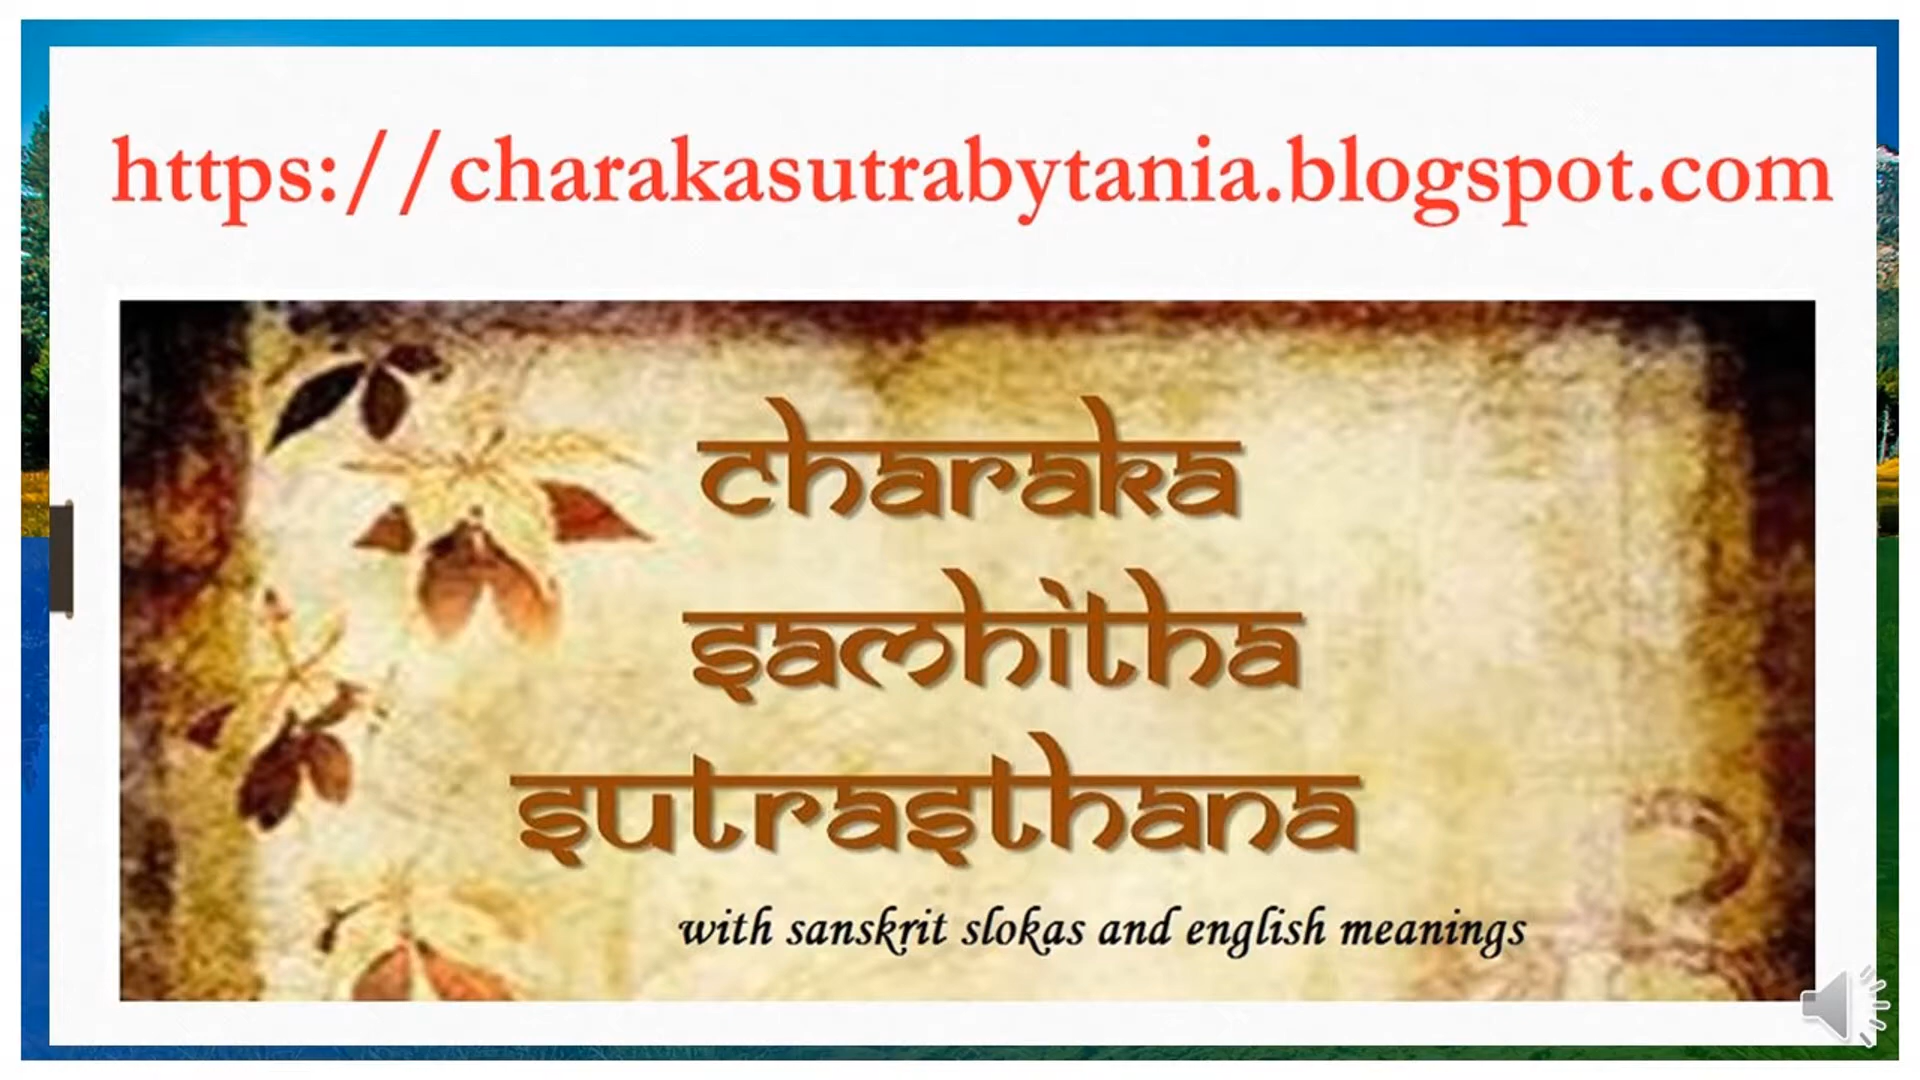 https://charakasutrabytania.blogspot.com
charaka
samhitha
sutrasthana
with sanskrit slokas and english meanings